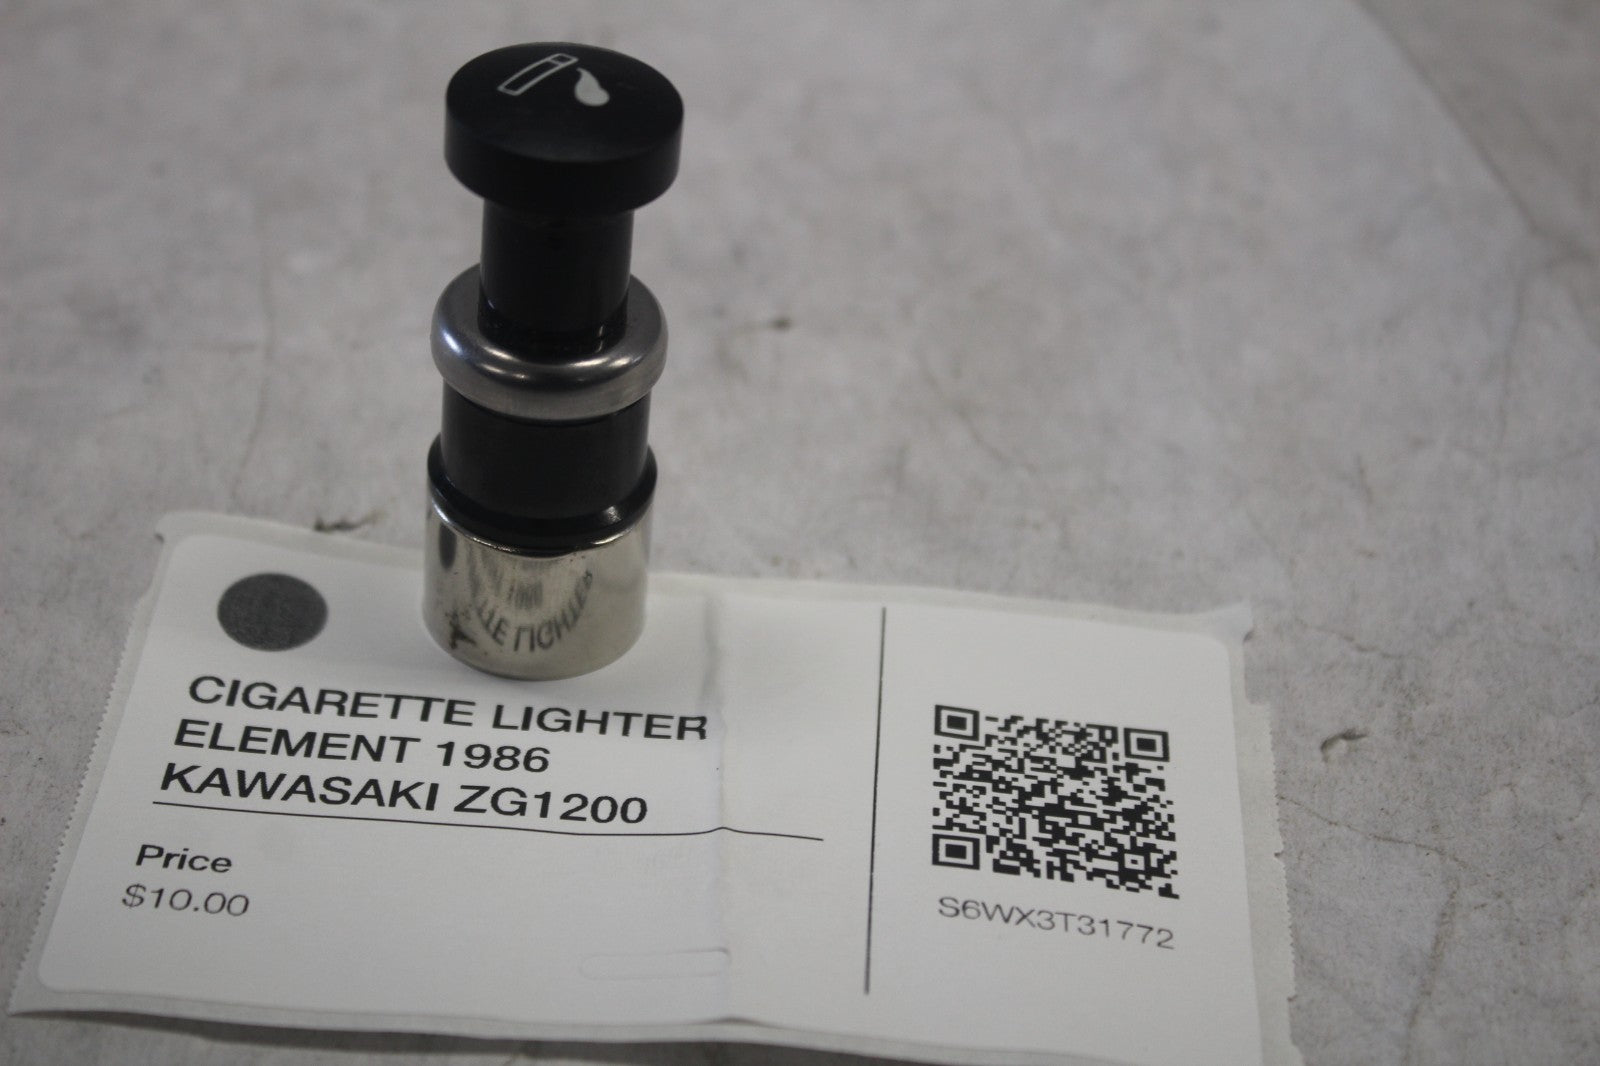 CIGARETTE LIGHTER
ELEMENT 1986
KAWASAKI ZG1200
Price
$10.00
S6WX3T31772